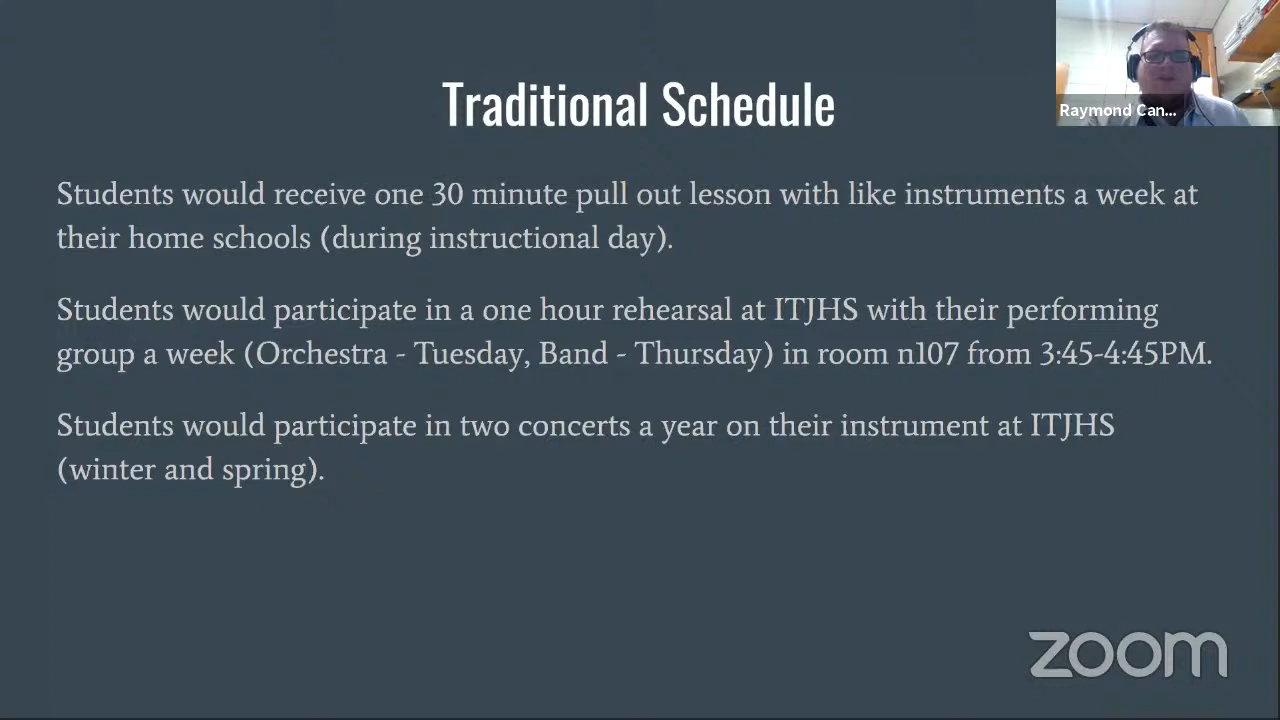 Traditional Schedule
Raymond Can...
Students would receive one 30 minute pull out lesson with like instruments a week at
their home schools (during instructional day).
Students would participate in a one hour rehearsal at ITJHS with their performing
group a week (Orchestra - Tuesday, Band - Thursday) in room n107 from 3:45-4:45PM.
Students would participate in two concerts a year on their instrument at ITJHS
(winter and spring).
zoom